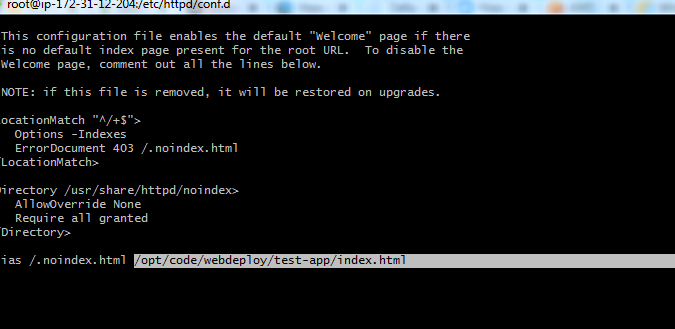 root@ip-172-31-12-204:/etc/httpd/conf.d
This configuration file enables the default "Welcome" page if there
is no default index page present for the root URL.  To disable the
Welcome page, comment out all the lines below.
NOTE: if this file is removed, it will be restored on upgrades.
ocationMatch "^/+$">
Options -Indexes
ErrorDocument 403 /.noindex.html
LocationMatch>
irectory /usr/share/httpd/noindex>
AllowOverride None
Require all granted
Directory>
ias /.noindex.html /opt/code/webdeploy/test-app/index.html